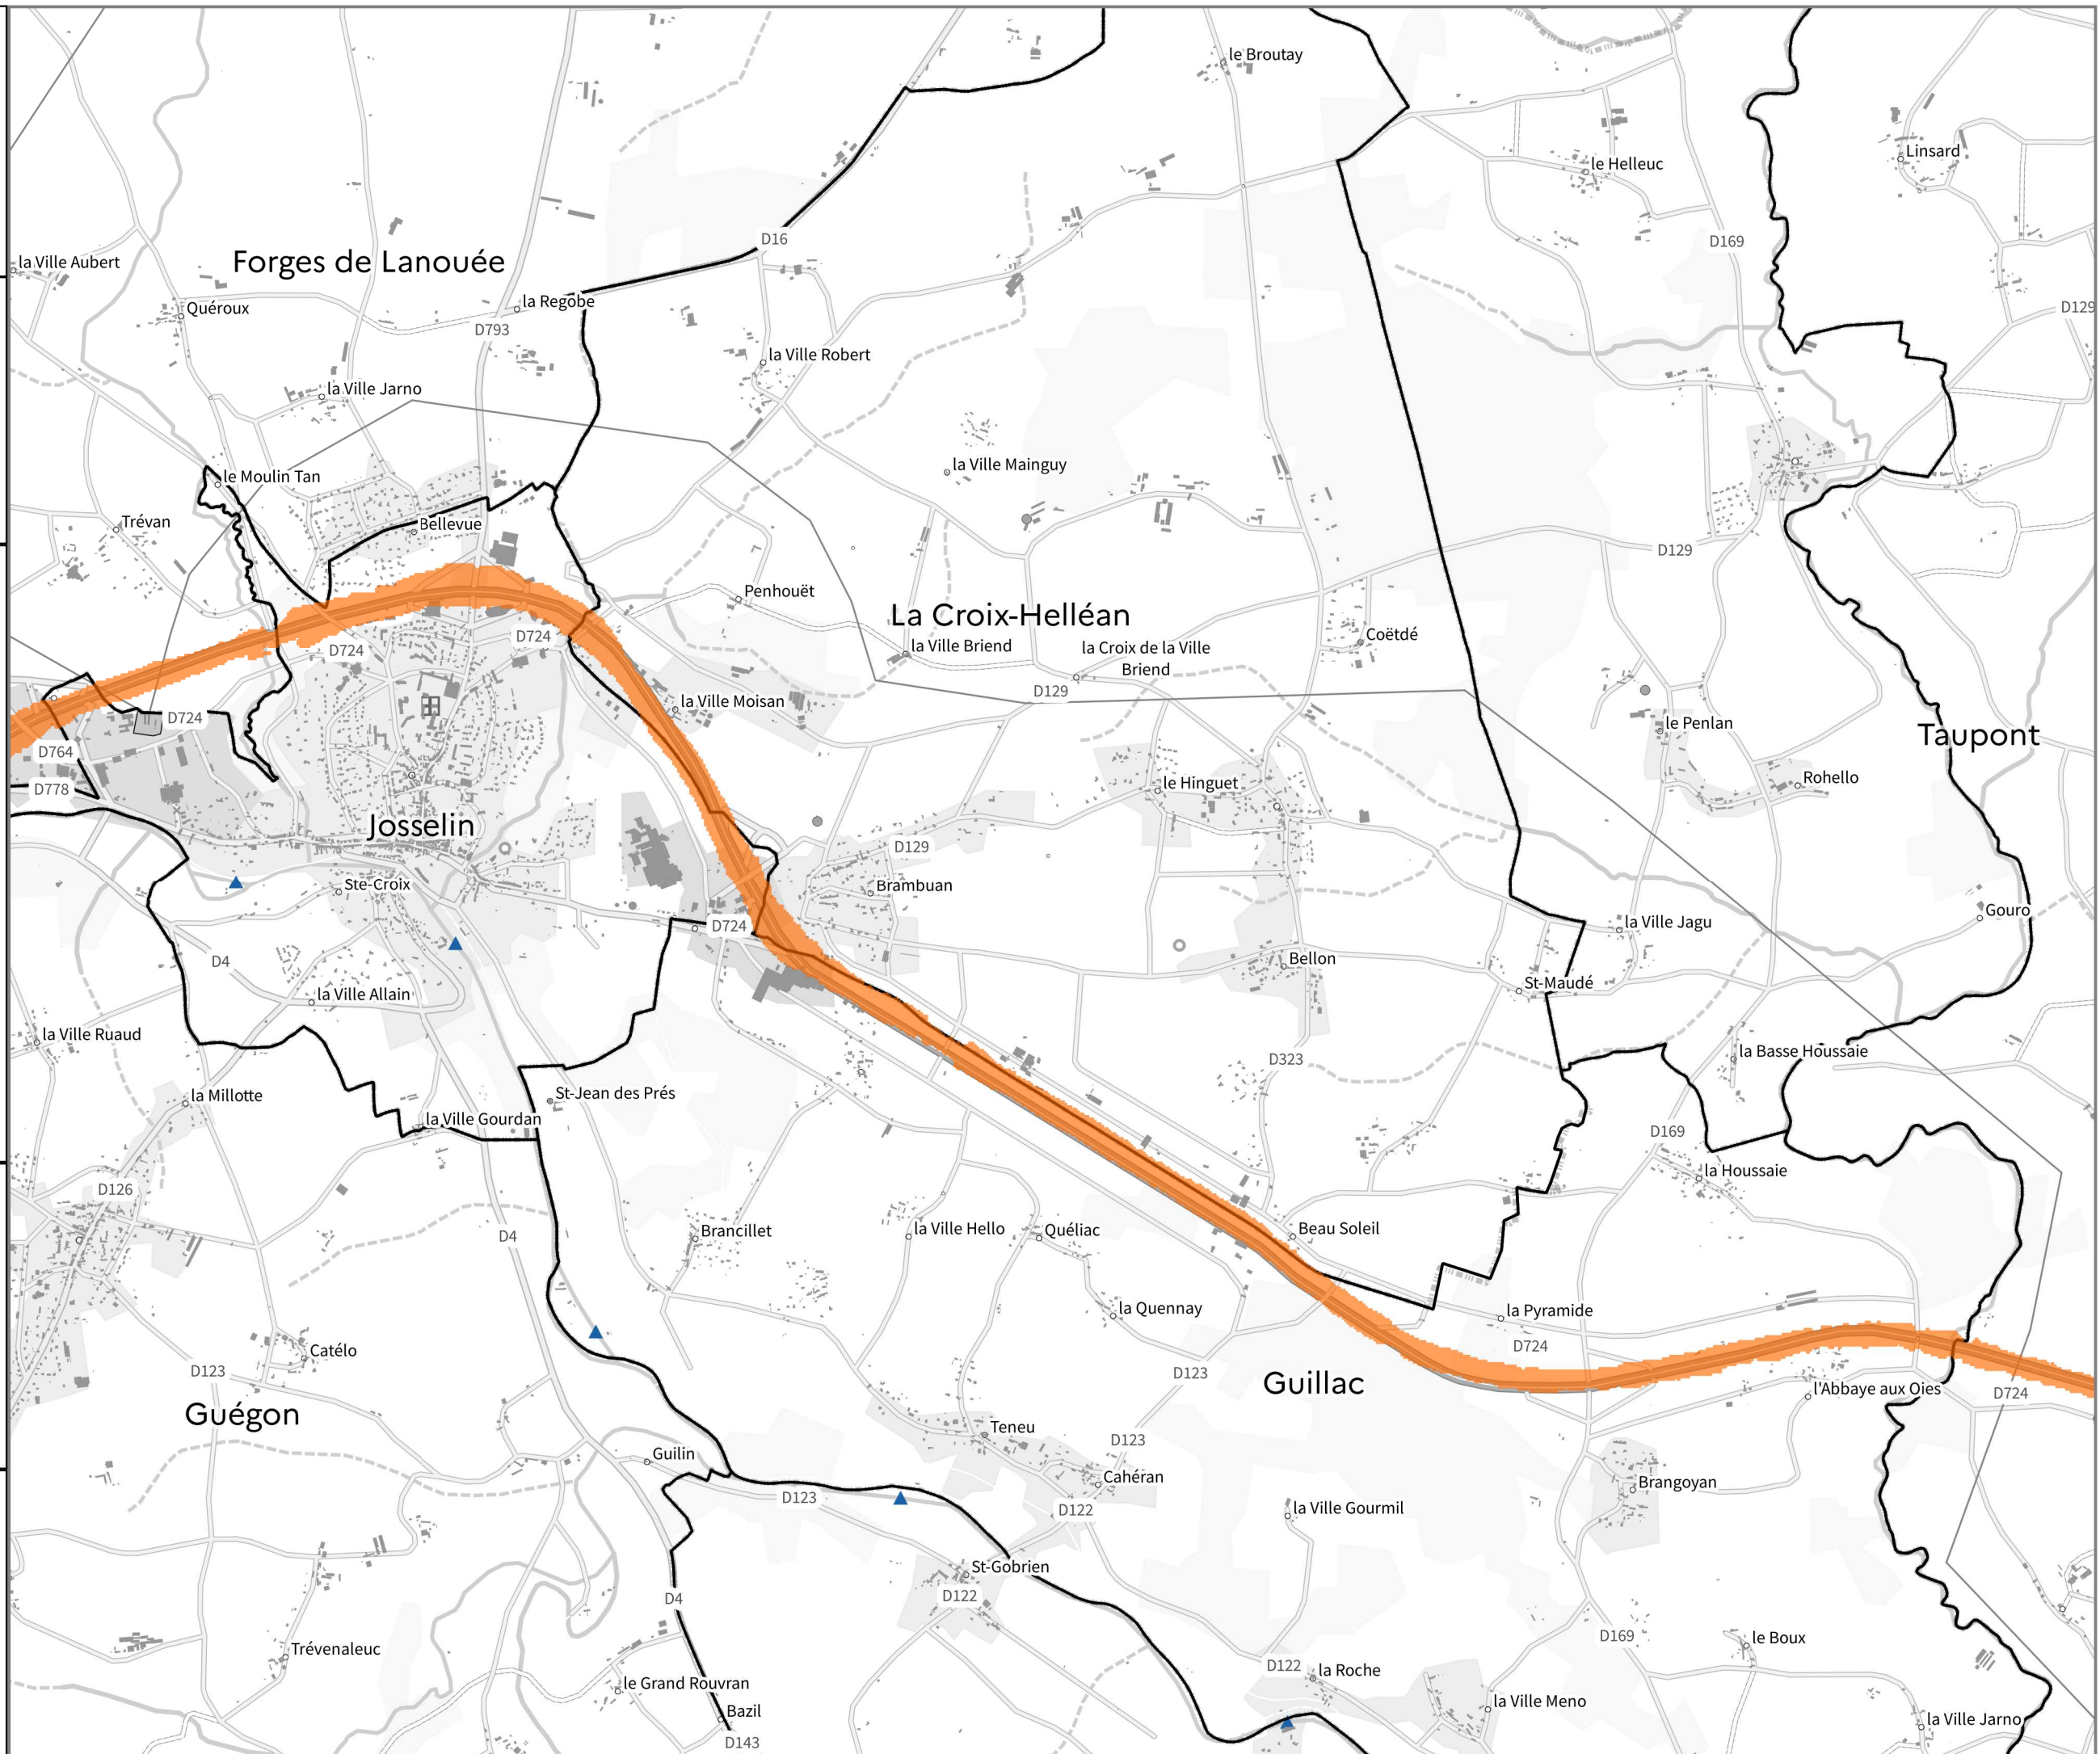 le Broutay
Linsard
le Helleuc
D16
D169
la Ville Aubert
Forges de Lanouée
Quéroux
la Regobe
D129
D793
la Ville Robert
la Ville Jarno
la Ville Mainguy
le Moulin Tan
Trévan
Bellevue
D129
Penhouët
La Croix-Helléan
D724
Coëtdé
D724
la Ville Briend
la Croix de la Ville
Briend
D129
la Ville Moisan
D724
le Penlan
Taupont
D764
Rohello
le Hinguet
D778
Josselin
D129
Ste-Croix
Brambuan
Gouro
D724
la Ville Jagu
D4
Bellon
St-Maudé
la Ville Allain
la Ville Ruaud
la Basse Houssaie
D323
la Millotte
St-Jean des Prés
la Ville Gourdan
D169
la Houssaie
D126
Brancillet
la Ville Hello
Quéliac
Beau Soleil
D4
la Quennay
la Pyramide
D724
Catélo
D123
D123
Guillac
l'Abbaye aux Oies
D724
Guégon
Teneu
D123
Guilin
Cahéran
Brangoyan
D123
D122
la Ville Gourmil
St-Gobrien
D122
D4
D169
le Boux
Trévenaleuc
D122
la Roche
le Grand Rouvran
la Ville Meno
Bazil
la Ville Jarno
D143